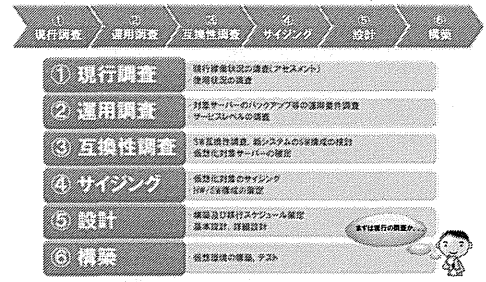 ① 現行調査
② 運用調査
③ 互換性調査
④ サイジング
⑤ 設計
⑥ 構築
① 現行調査
現行稼働状況の調査(アセスメント)
使用状況の調査
② 運用調査
対象サーバーのバックアップ等の運用要件調査
サービスレベルの調査
③ 互換性調査
SW互換性調査、新システムのSW構成の検討
仮想化対象サーバーの確定
④ サイジング
仮想化対象のサイジング
HW/SW構成の策定
⑤ 設計
構築及び移行スケジュール策定
基本設計、詳細設計
まずは現行の調査か、、
⑥ 構築
仮想環境の構築、テスト